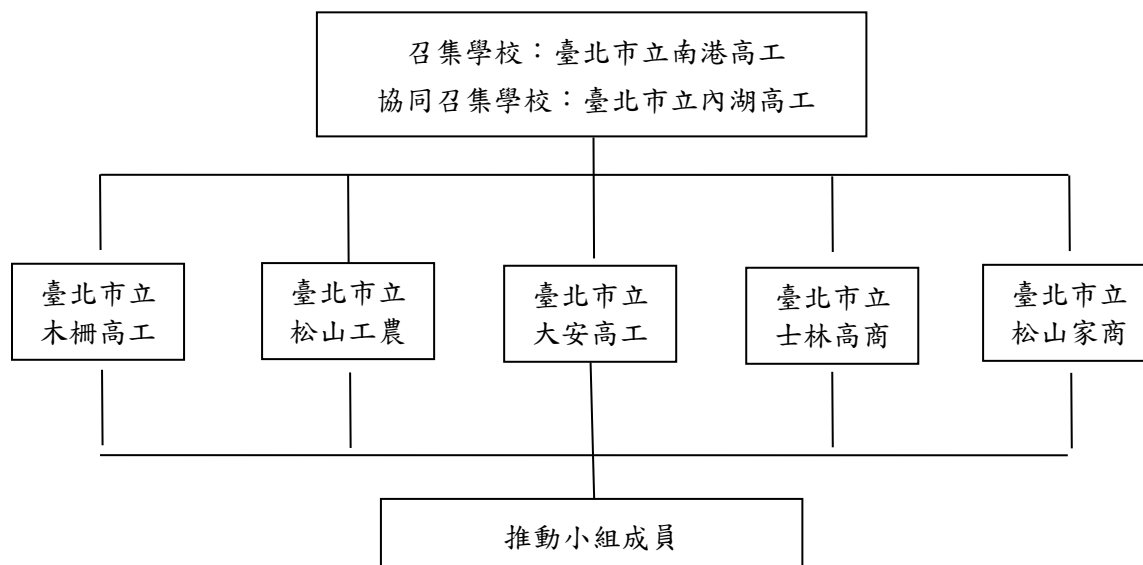 召集學校：臺北市立南港高工
協同召集學校：臺北市立內湖高工
臺北市立
木柵高工
臺北市立
松山工農
臺北市立
大安高工
臺北市立
士林高商
臺北市立
松山家商
推動小組成員